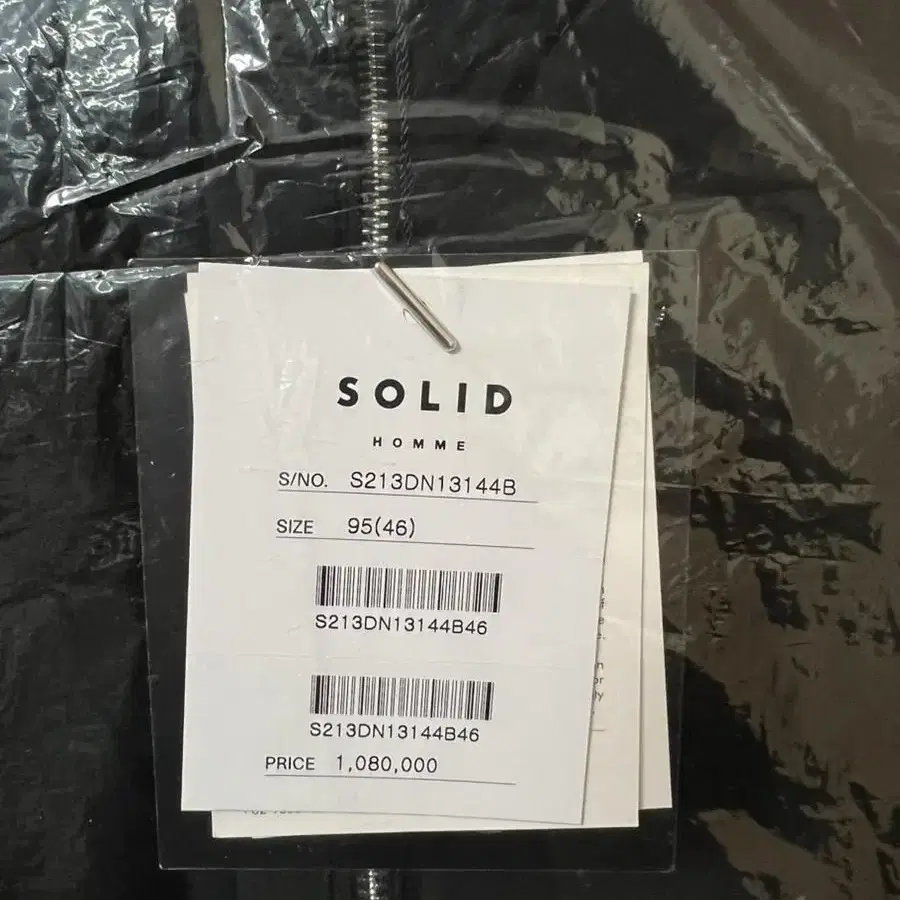 SOLID
HOMME
S/NO. S213DN13144B
SIZE 95(46)
S213DN13144B46
S213DN13144B46
PRICE 1,080,000